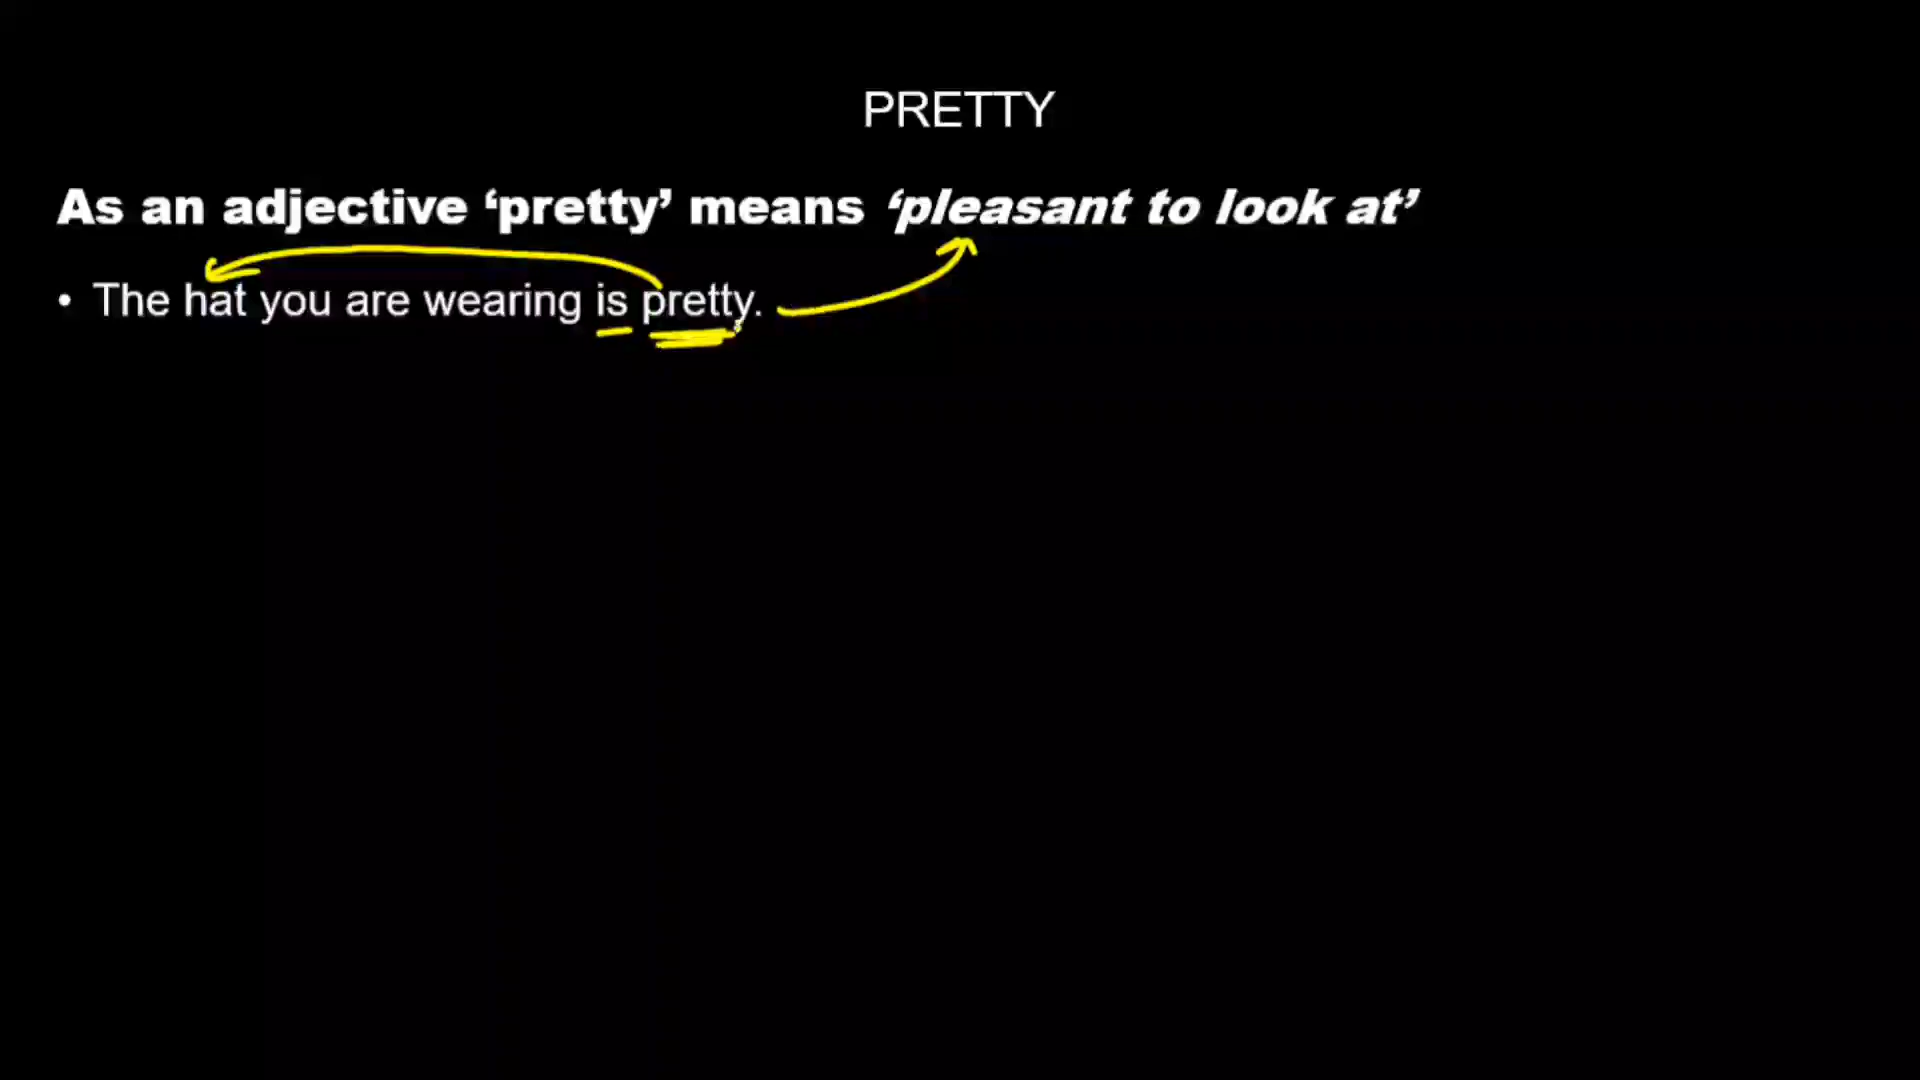 PRETTY
As an adjective ‘pretty’ means ‘pleasant to look at’
• The hat you are wearing is pretty.